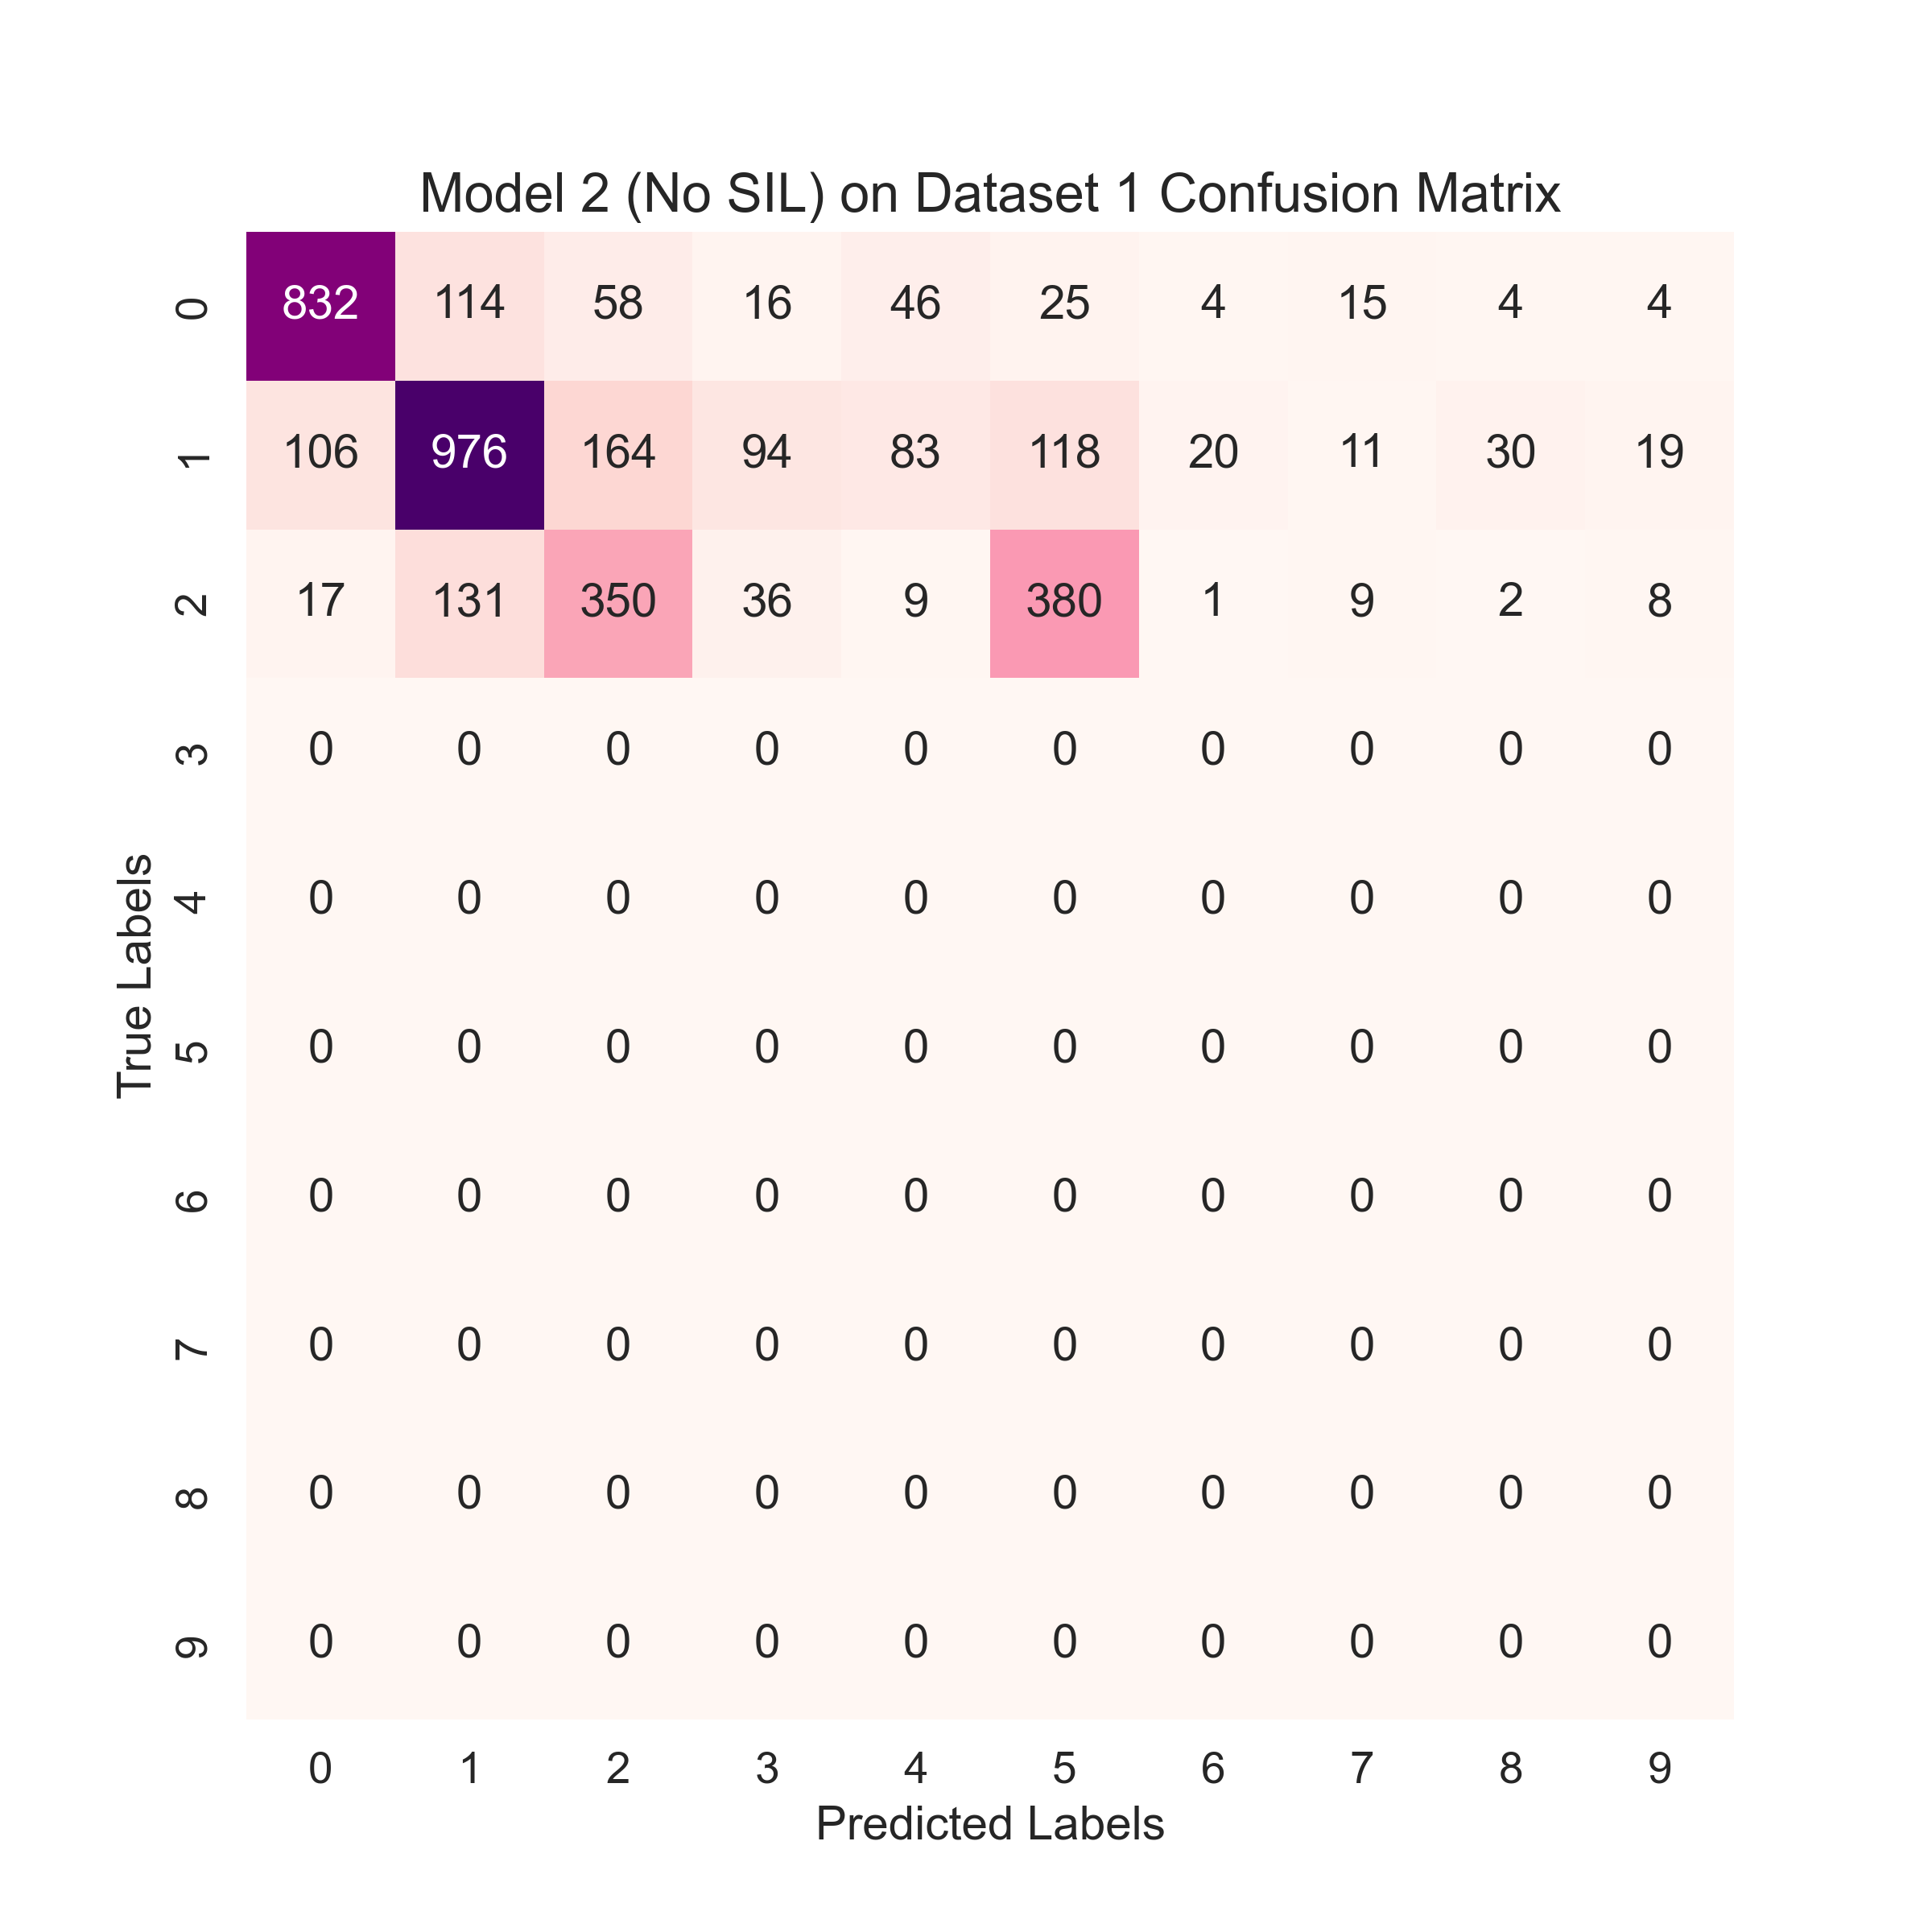 Model 2 (No SIL) on Dataset 1 Confusion Matrix
0 832 114 58 16 46 25 4 15 4 4
1 106 976 164 94 83 118 20 11 30 19
2 17 131 350 36 9 380 1 9 2 8
3 0 0 0 0 0 0 0 0 0 0
4 0 0 0 0 0 0 0 0 0 0
5 0 0 0 0 0 0 0 0 0 0
6 0 0 0 0 0 0 0 0 0 0
7 0 0 0 0 0 0 0 0 0 0
8 0 0 0 0 0 0 0 0 0 0
9 0 0 0 0 0 0 0 0 0 0
True Labels
0 1 2 3 4 5 6 7 8 9
Predicted Labels